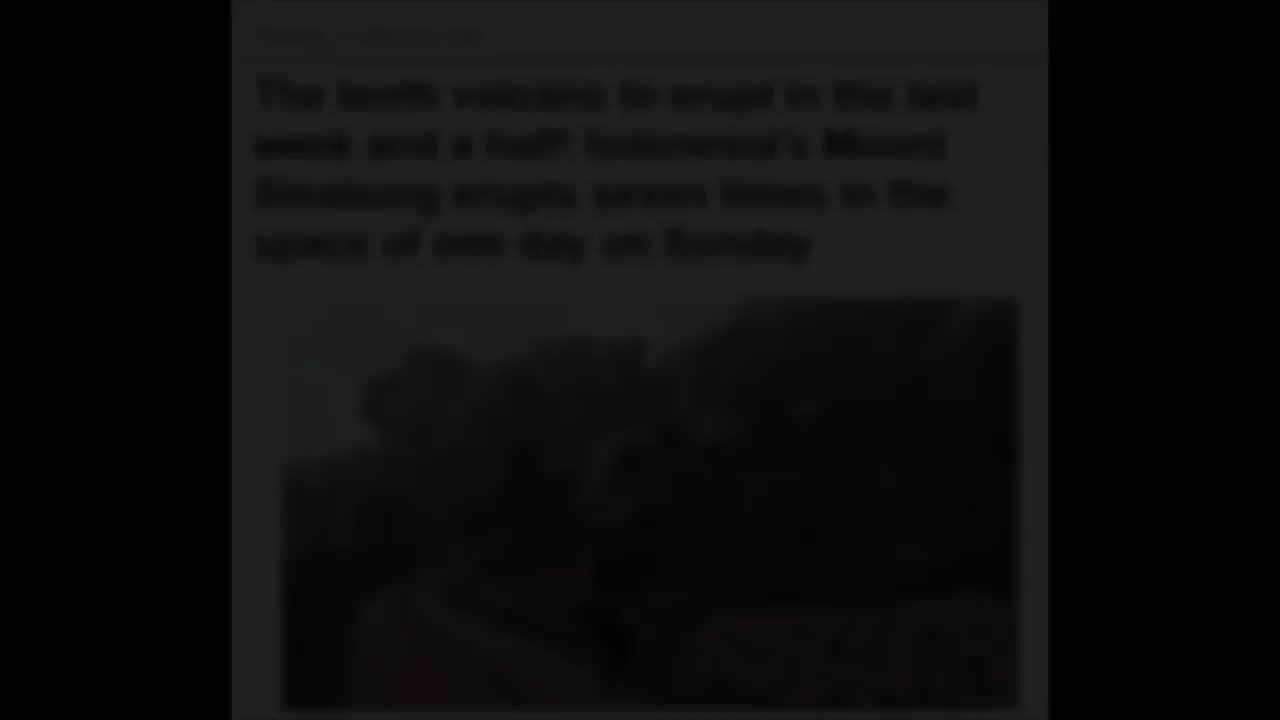 The tenth volcano to erupt in the last
week and a half! Indonesia's Mount
Sinabung erupts seven times in the
space of one day on Sunday